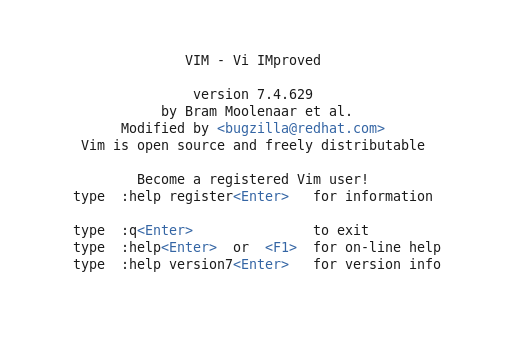 VIM - Vi IMproved
version 7.4.629
by Bram Moolenaar et al.
Modified by <bugzilla@redhat.com>
Vim is open source and freely distributable
Become a registered Vim user!
type  :help register<Enter>   for information
type  :q<Enter>               to exit
type  :help<Enter>  or  <F1>  for on-line help
type  :help version7<Enter>   for version info